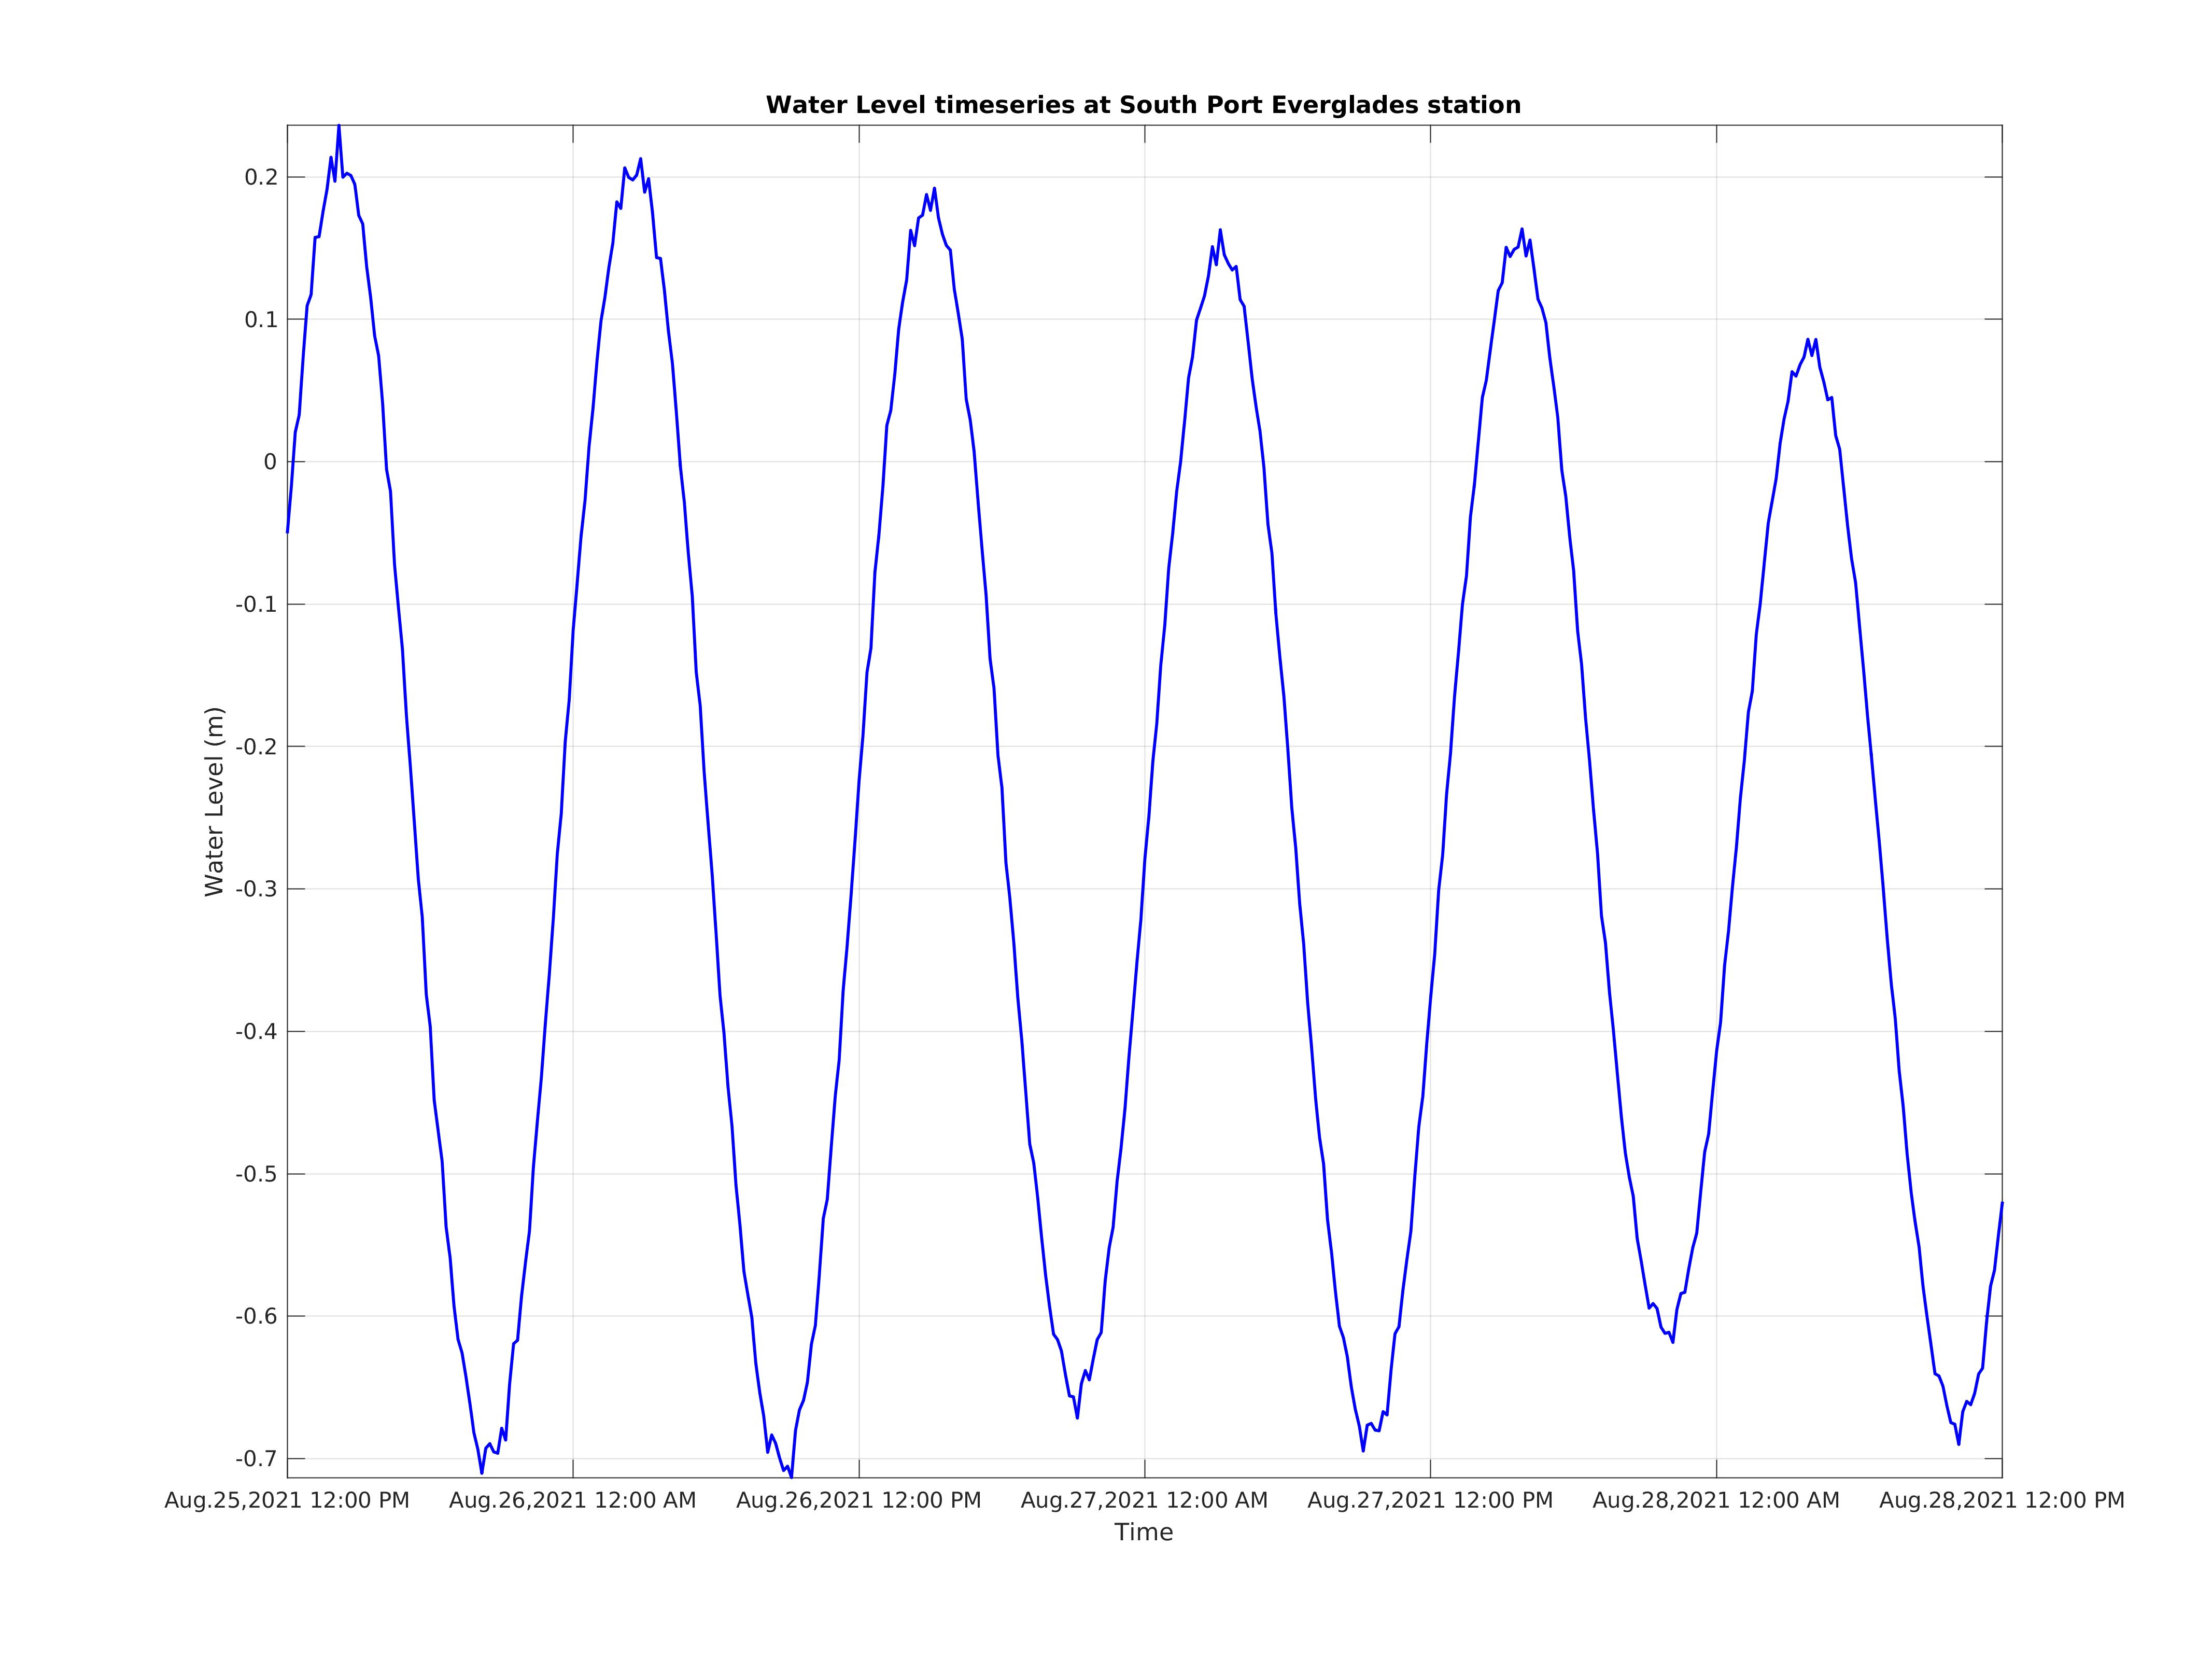 Water Level timeseries at South Port Everglades station
0.2
0.1
0
-0.1
-0.2
-0.3
-0.4
-0.5
-0.6
-0.7
Water Level (m)
Aug.25,2021 12:00 PM Aug.26,2021 12:00 AM Aug.26,2021 12:00 PM Aug.27,2021 12:00 AM Aug.27,2021 12:00 PM Aug.28,2021 12:00 AM Aug.28,2021 12:00 PM
Time